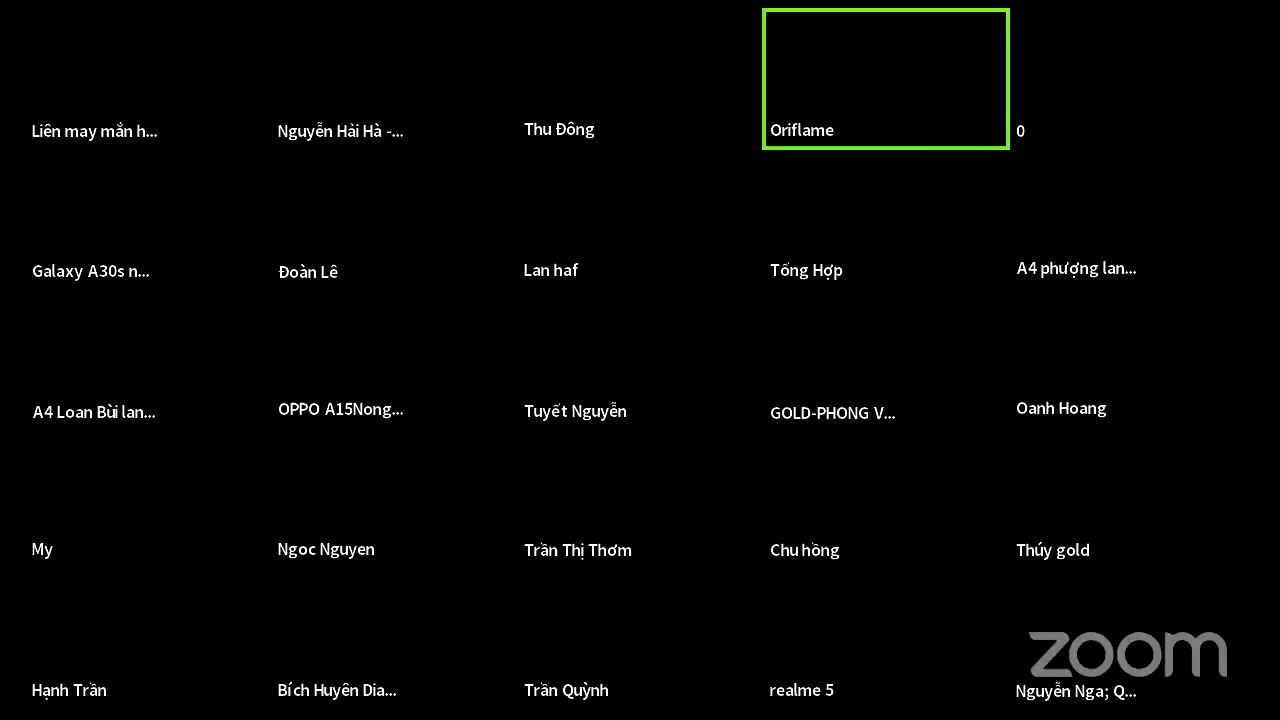 Liên may mắn h...
Nguyễn Hải Hà -...
Thu Đông
Oriflame
0
Galaxy A30s n...
Đoàn Lê
Lan haf
Tống Hợp
A4 phượng lan...
A4 Loan Bùi lan...
OPPO A15Nong...
Tuyết Nguyễn
GOLD-PHONG V...
Oanh Hoang
My
Ngoc Nguyen
Trần Thị Thơm
Chu hồng
Thúy gold
Hạnh Trần
Bích Huyên Dia...
Trần Quỳnh
realme 5
zoom
Nguyễn Nga; Q...